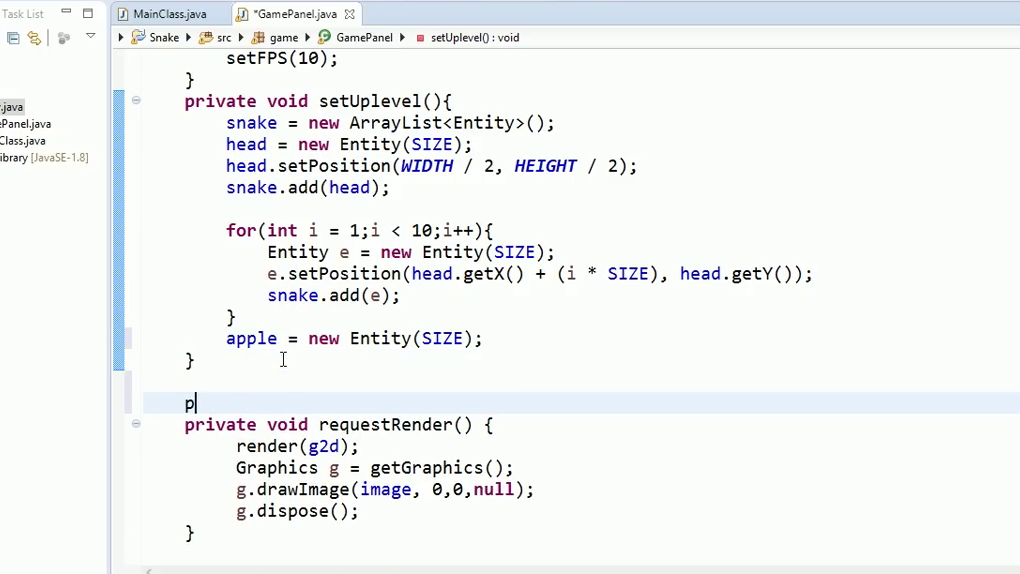 Task List
MainClass.java
*GamePanel.java
Snake
src
game
GamePanel
setUplevel() : void
.java
ePanel.java
Class.java
ibrary [JavaSE-1.8]
setFPS(10);
}
private void setUplevel(){
snake = new ArrayList<Entity>();
head = new Entity(SIZE);
head.setPosition(WIDTH / 2, HEIGHT / 2);
snake.add(head);
for(int i = 1;i < 10;i++){
Entity e = new Entity(SIZE);
e.setPosition(head.getX() + (i * SIZE), head.getY());
snake.add(e);
}
apple = new Entity(SIZE);
}
p
private void requestRender() {
render(g2d);
Graphics g = getGraphics();
g.drawImage(image, 0,0,null);
g.dispose();
}